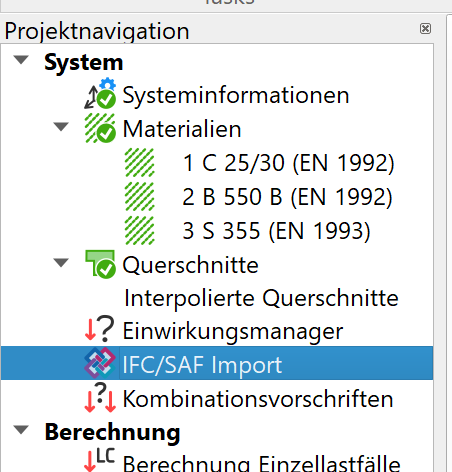 Tasks
Projektnavigation
System
Systeminformationen
Materialien
1 C 25/30 (EN 1992)
2 B 550 B (EN 1992)
3 S 355 (EN 1993)
Querschnitte
Interpolierte Querschnitte
Einwirkungsmanager
IFC/SAF Import
Kombinationsvorschriften
Berechnung
LC Berechnung Einzellastfälle